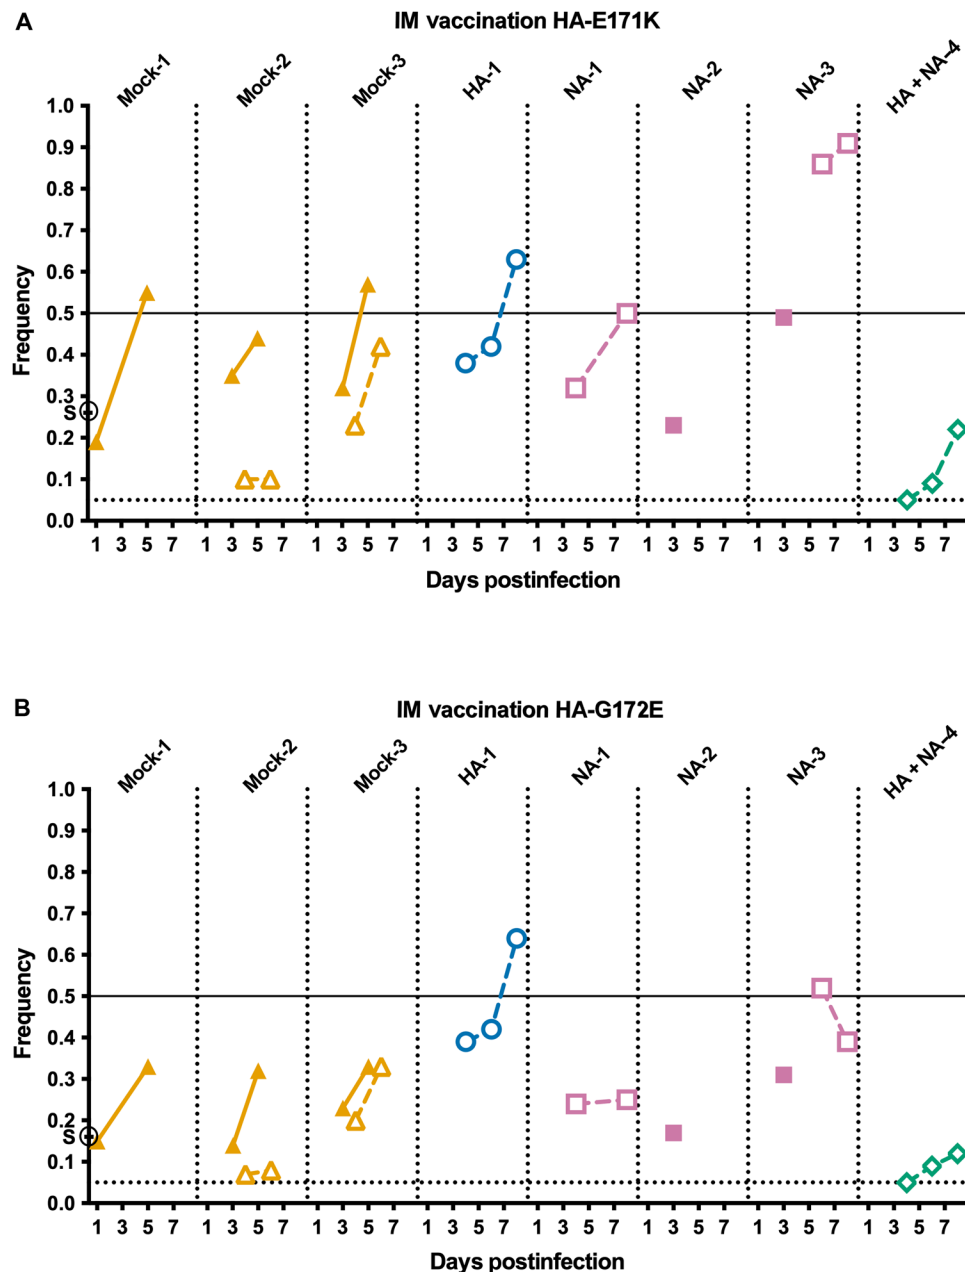 A
IM vaccination HA-E171K
Mock-1 Mock-2 Mock-3 HA-1 NA-1 NA-2 NA-3 HA + NA–4
1.0
0.9
0.8
0.7
0.6
0.5
0.4
0.3
S
0.2
0.1
0.0
Frequency
1 3 5 7 1 3 5 7 1 3 5 7 1 3 5 7 1 3 5 7 1 3 5 7 1 3 5 7 1 3 5 7
Days postinfection
B
IM vaccination HA-G172E
Mock-1 Mock-2 Mock-3 HA-1 NA-1 NA-2 NA-3 HA + NA–4
1.0
0.9
0.8
0.7
0.6
0.5
0.4
0.3
0.2
S
0.1
0.0
Frequency
1 3 5 7 1 3 5 7 1 3 5 7 1 3 5 7 1 3 5 7 1 3 5 7 1 3 5 7 1 3 5 7
Days postinfection